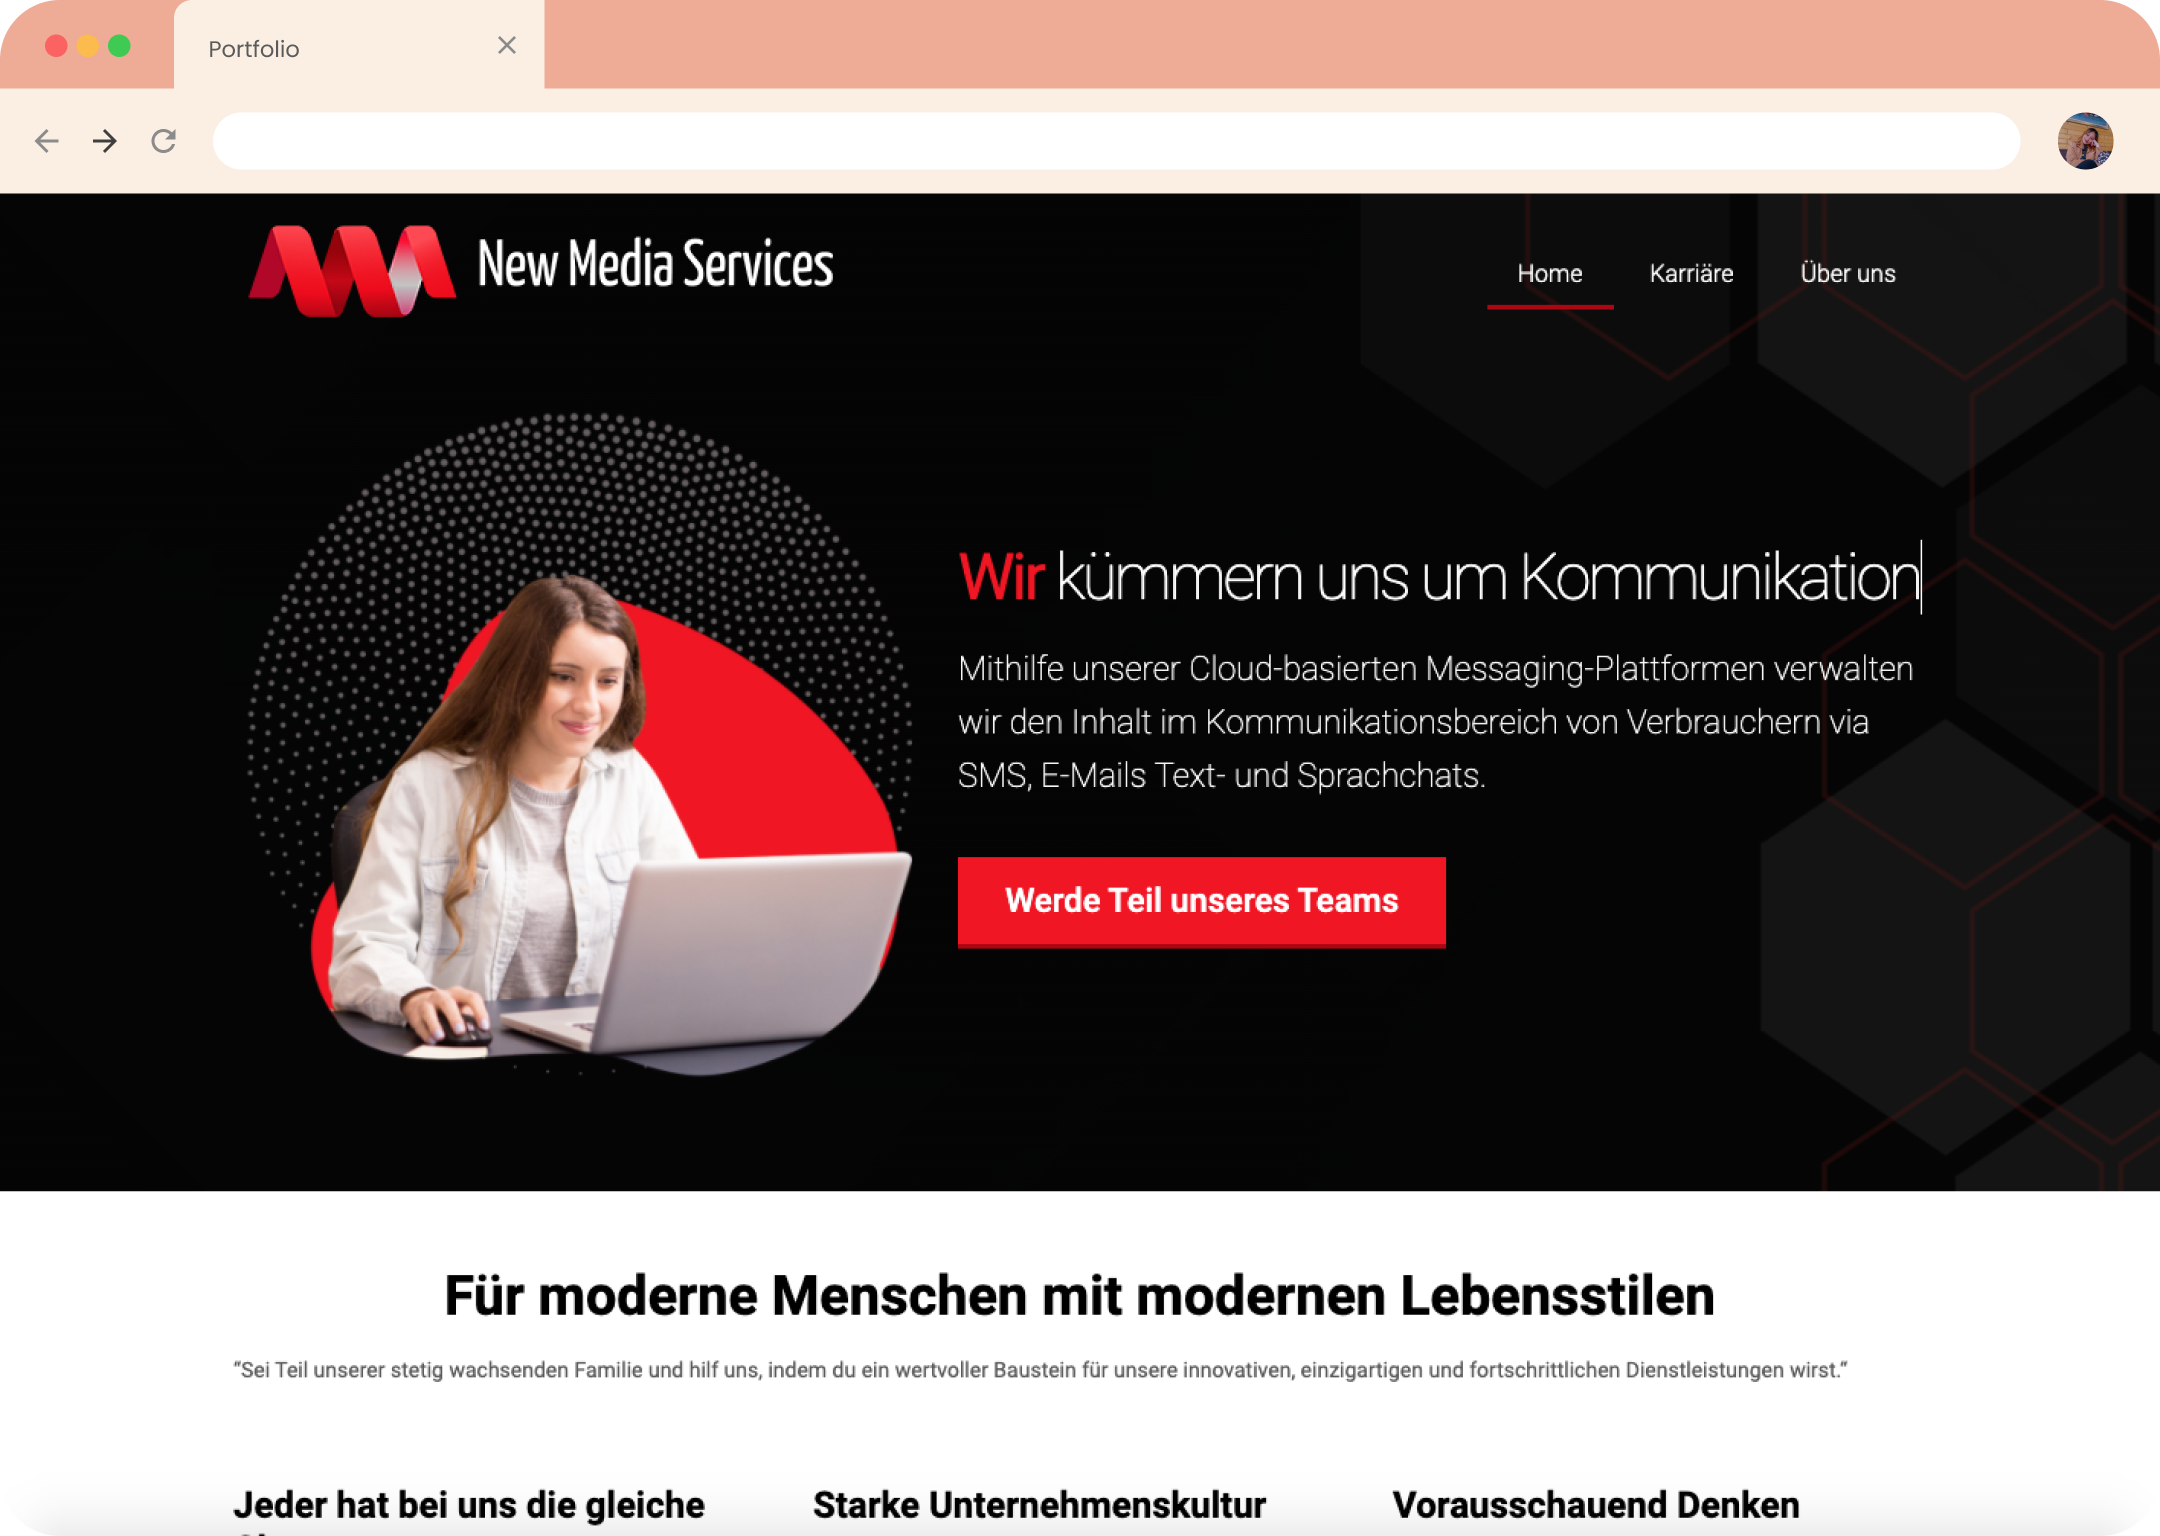 Portfolio
New Media Services
Home
Karriäre
Über uns
Wir kümmern uns um Kommunikation
Mithilfe unserer Cloud-basierten Messaging-Plattformen verwalten
wir den Inhalt im Kommunikationsbereich von Verbrauchern via
SMS, E-Mails Text- und Sprachchats.
Werde Teil unseres Teams
Für moderne Menschen mit modernen Lebensstilen
“Sei Teil unserer stetig wachsenden Familie und hilf uns, indem du ein wertvoller Baustein für unsere innovativen, einzigartigen und fortschrittlichen Dienstleistungen wirst.“
Jeder hat bei uns die gleiche
Starke Unternehmenskultur
Vorausschauend Denken